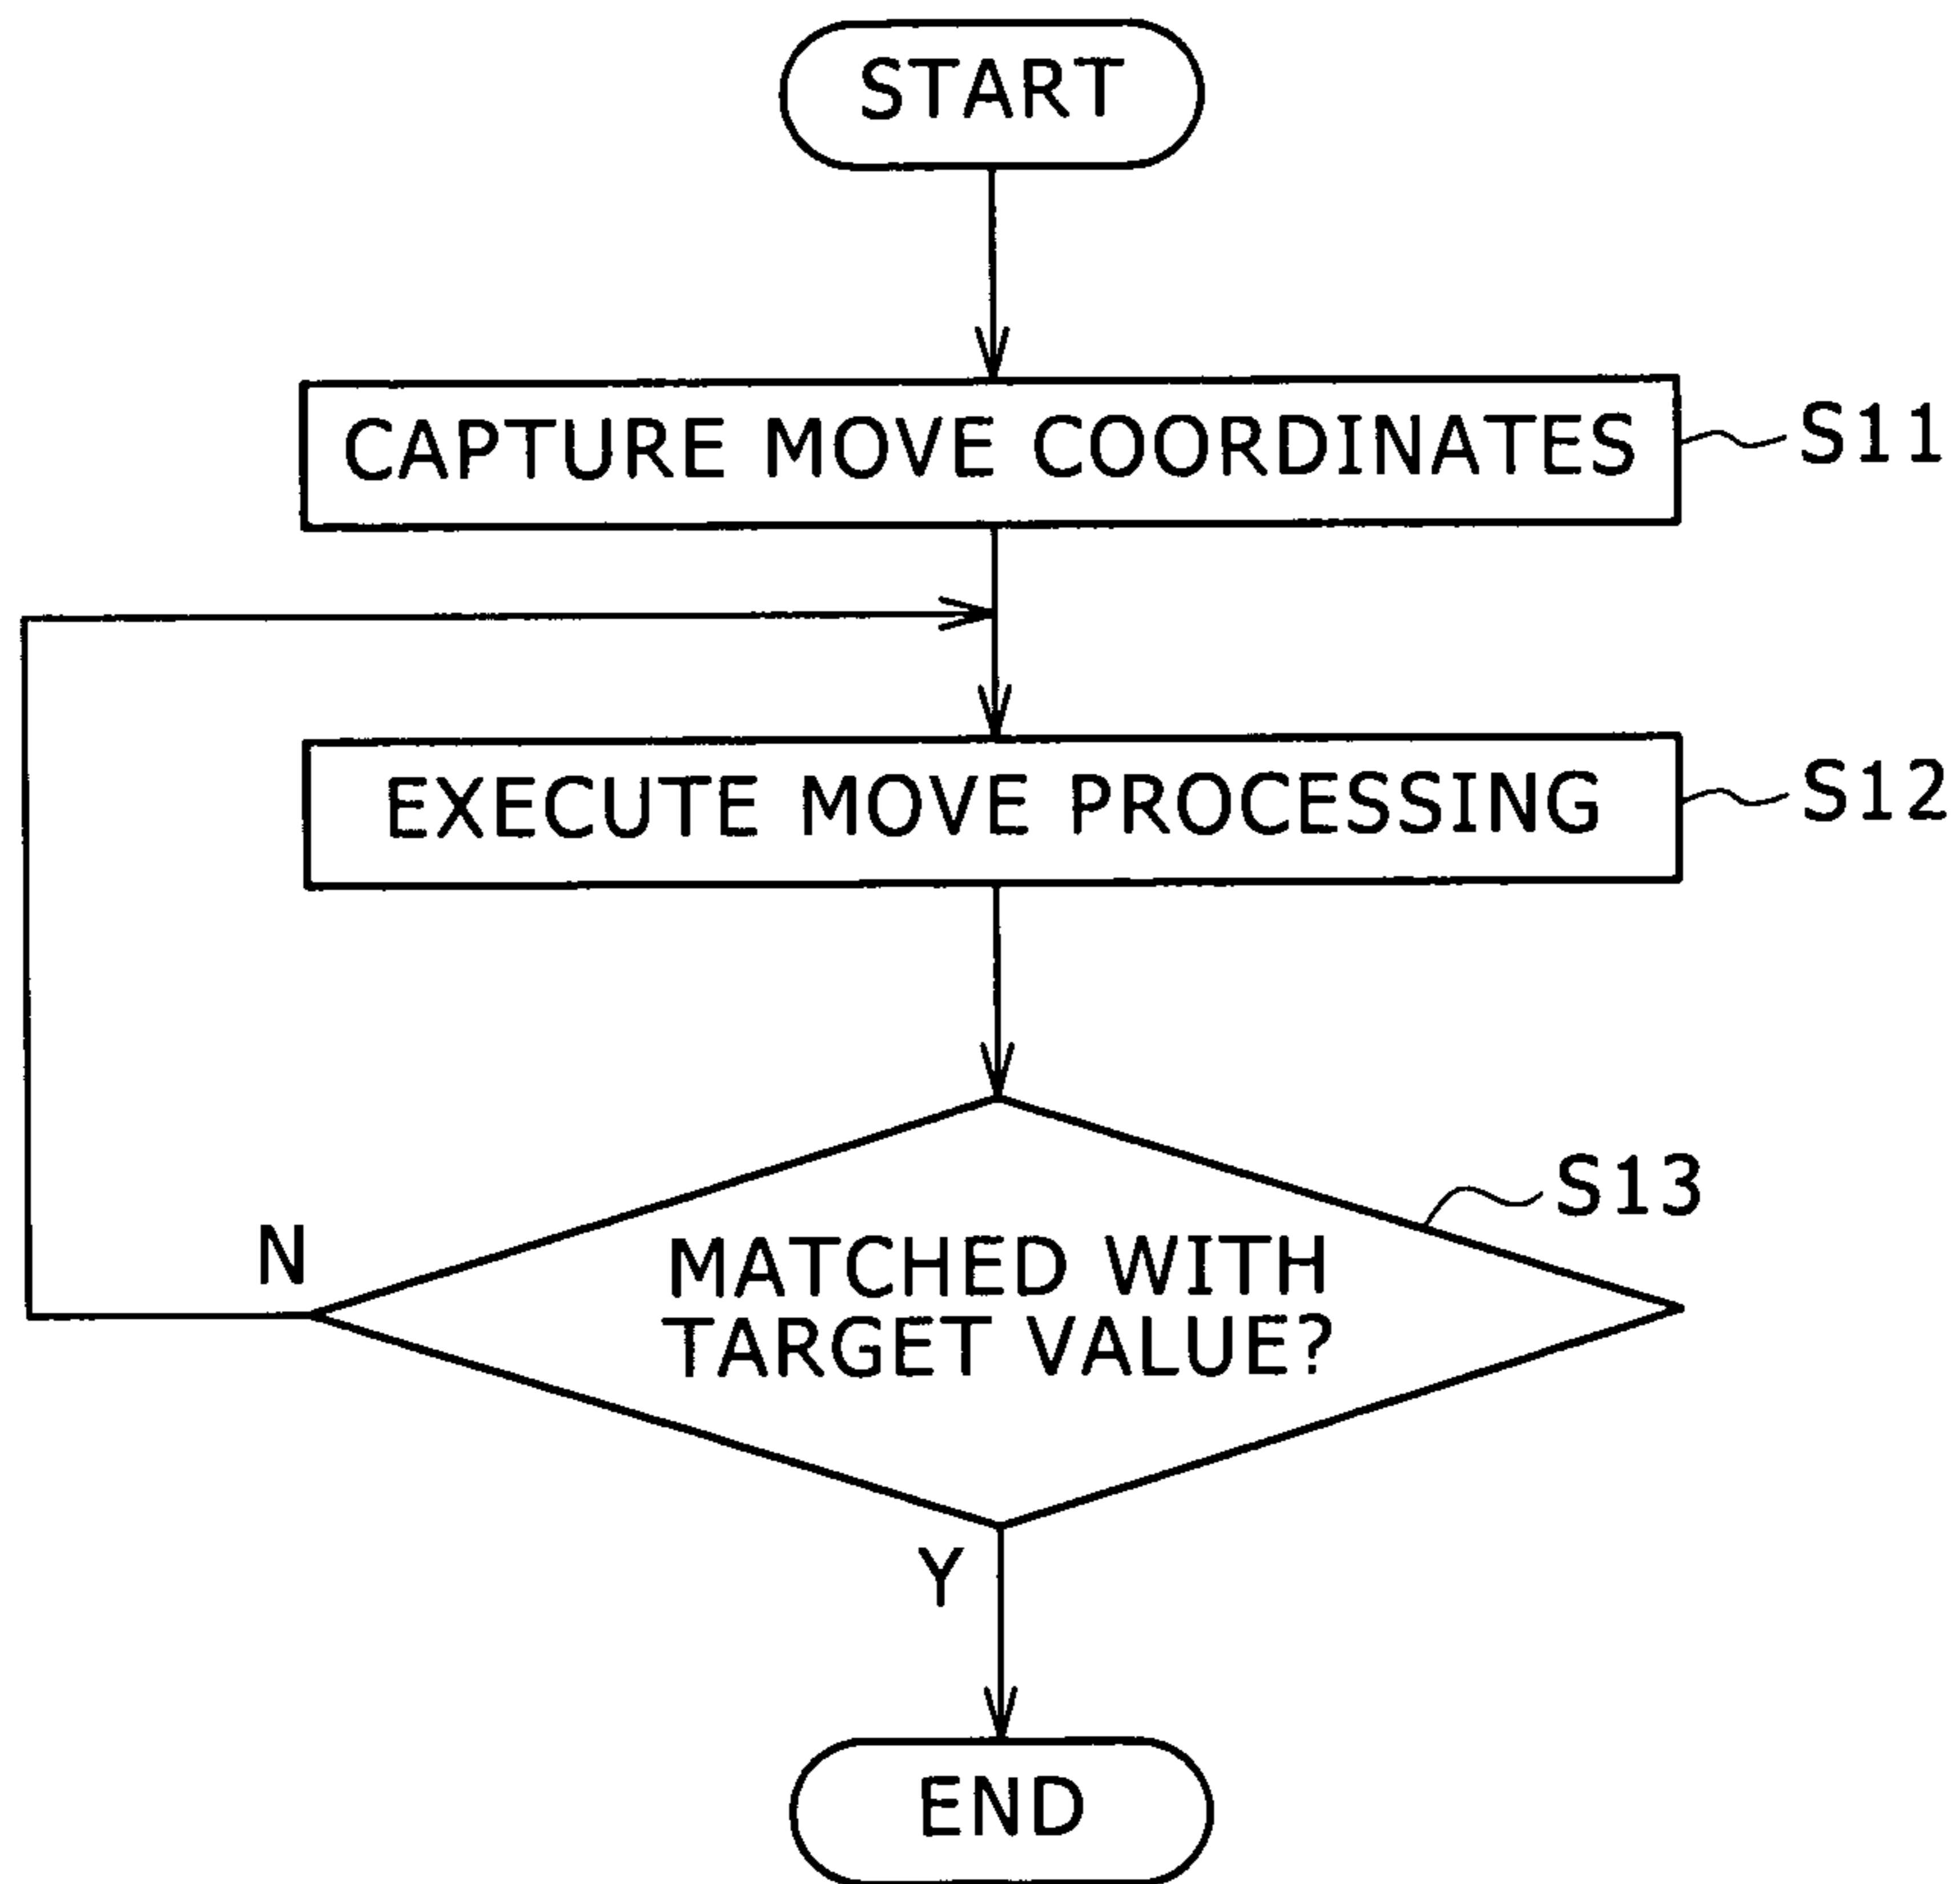 START
CAPTURE MOVE COORDINATES
S11
EXECUTE MOVE PROCESSING
S12
S13
N
MATCHED WITH
TARGET VALUE?
Y
END